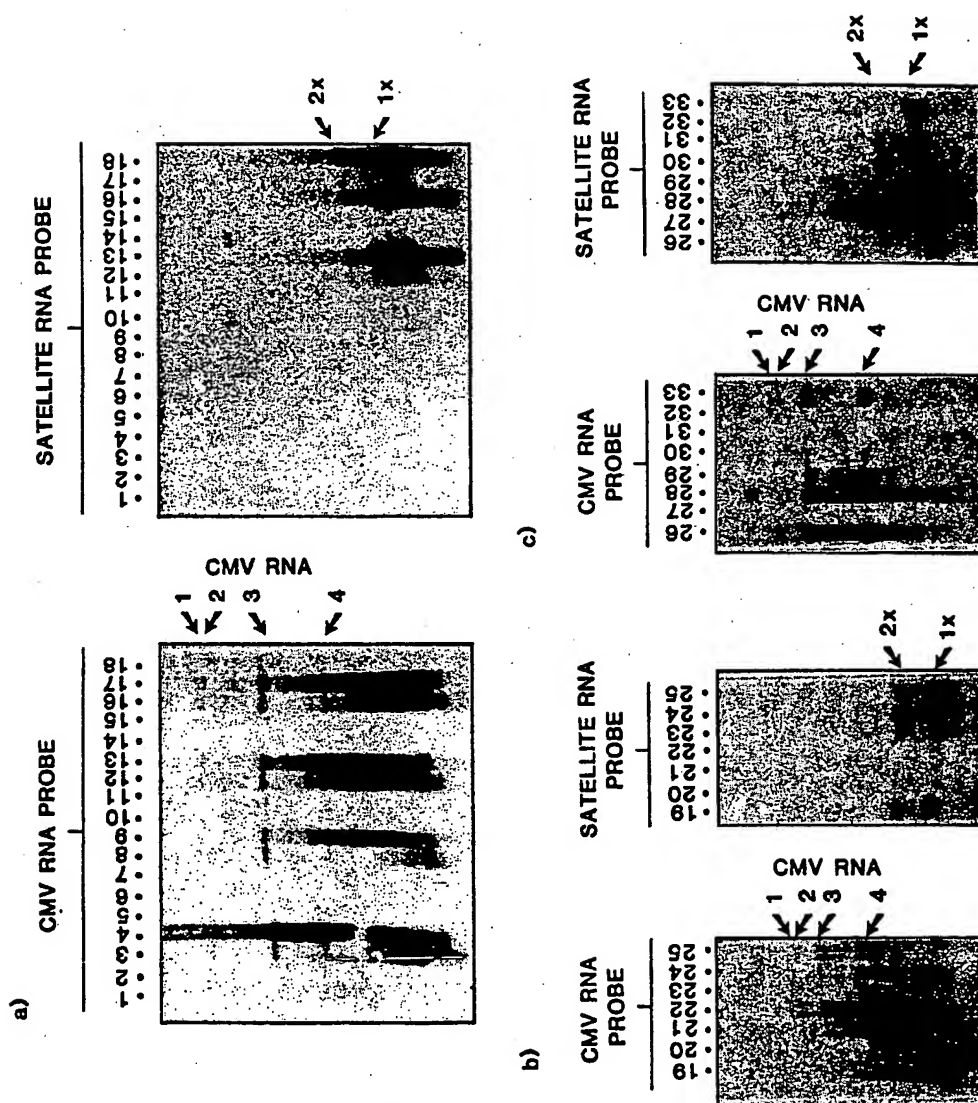 a)
CMV RNA PROBE
1 2 3 4 5 6 7 8 9 10 11 12 13 14 15 16 17 18
CMV RNA
1
2
3
4
SATELLITE RNA PROBE
1 2 3 4 5 6 7 8 9 10 11 12 13 14 15 16 17 18
2x
1x
b)
CMV RNA
PROBE
19 20 21 22 23 24 25
CMV RNA
1
2
3
4
SATELLITE RNA
PROBE
19 20 21 22 23 24 25
2x
1x
c)
CMV RNA
PROBE
26 27 28 29 30 31 32 33
CMV RNA
1
2
3
4
SATELLITE RNA
PROBE
26 27 28 29 30 31 32 33
2x
1x